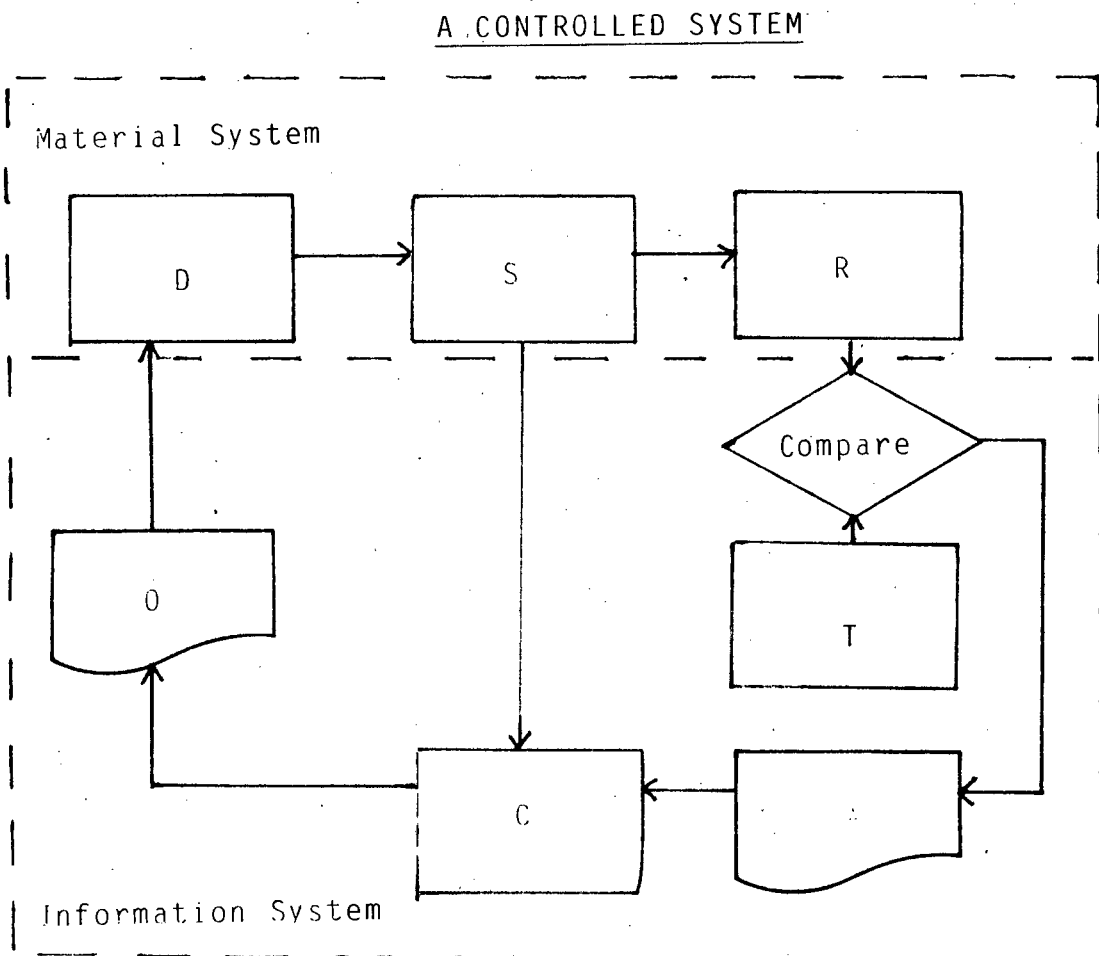 A CONTROLLED SYSTEM
Material System
D
S
R
Compare
O
T
C
Information System